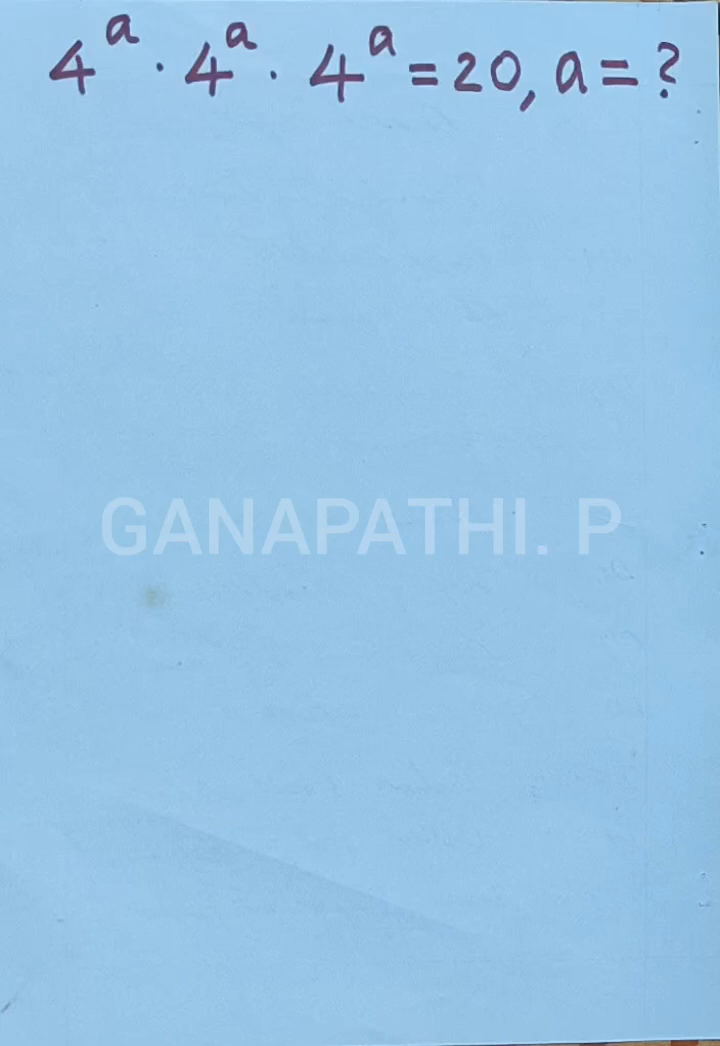 4^a · 4^a · 4^a = 20, a = ?
GANAPATHI. P